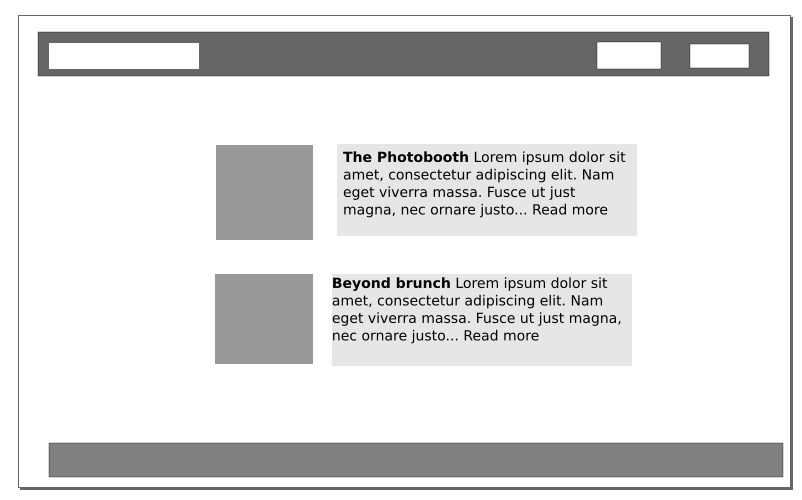 The Photobooth Lorem ipsum dolor sit
amet, consectetur adipiscing elit. Nam
eget viverra massa. Fusce ut just
magna, nec ornare justo... Read more
Beyond brunch Lorem ipsum dolor sit
amet, consectetur adipiscing elit. Nam
eget viverra massa. Fusce ut just magna,
nec ornare justo... Read more